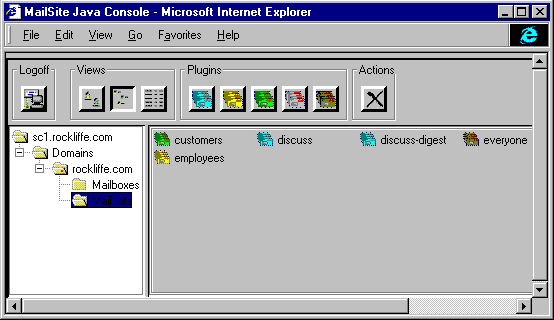 MailSite Java Console - Microsoft Internet Explorer
File Edit View Go Favorites Help
Logoff Views Plugins Actions
sc1.rockliffe.com
Domains
rockliffe.com
Mailboxes
customers discuss discuss-digest everyone
employees